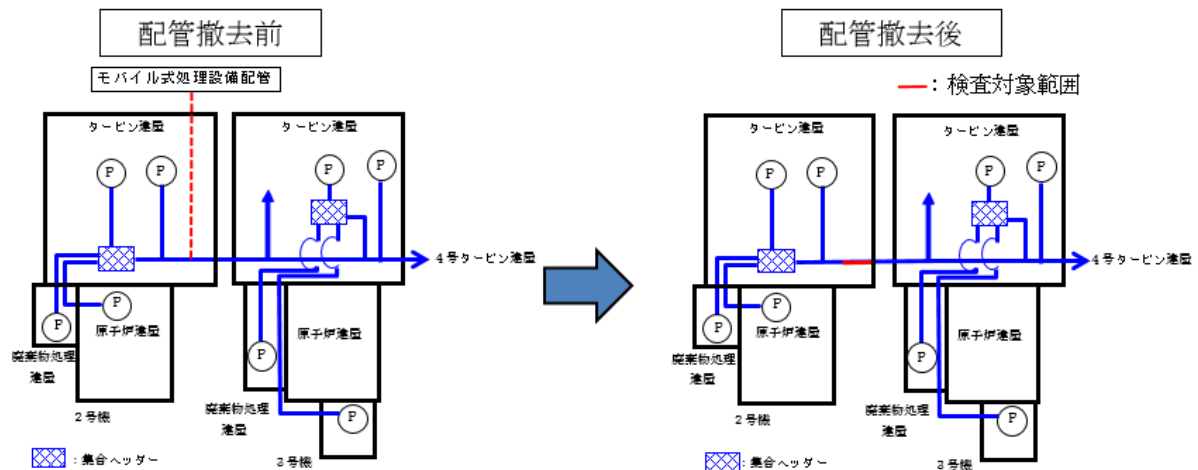 配管撤去前
モバイル式処理設備配管
タービン建屋
タービン建屋
P
P
P
P
4号タービン建屋
P
P
原子炉建屋
廃棄物処理
建屋
2号機
P
原子炉建屋
廃棄物処理
建屋
P
3号機
:集合ヘッダー
配管撤去後
:検査対象範囲
タービン建屋
タービン建屋
P
P
P
P
4号タービン建屋
P
P
原子炉建屋
廃棄物処理
建屋
2号機
P
原子炉建屋
廃棄物処理
建屋
P
3号機
:集合ヘッダー